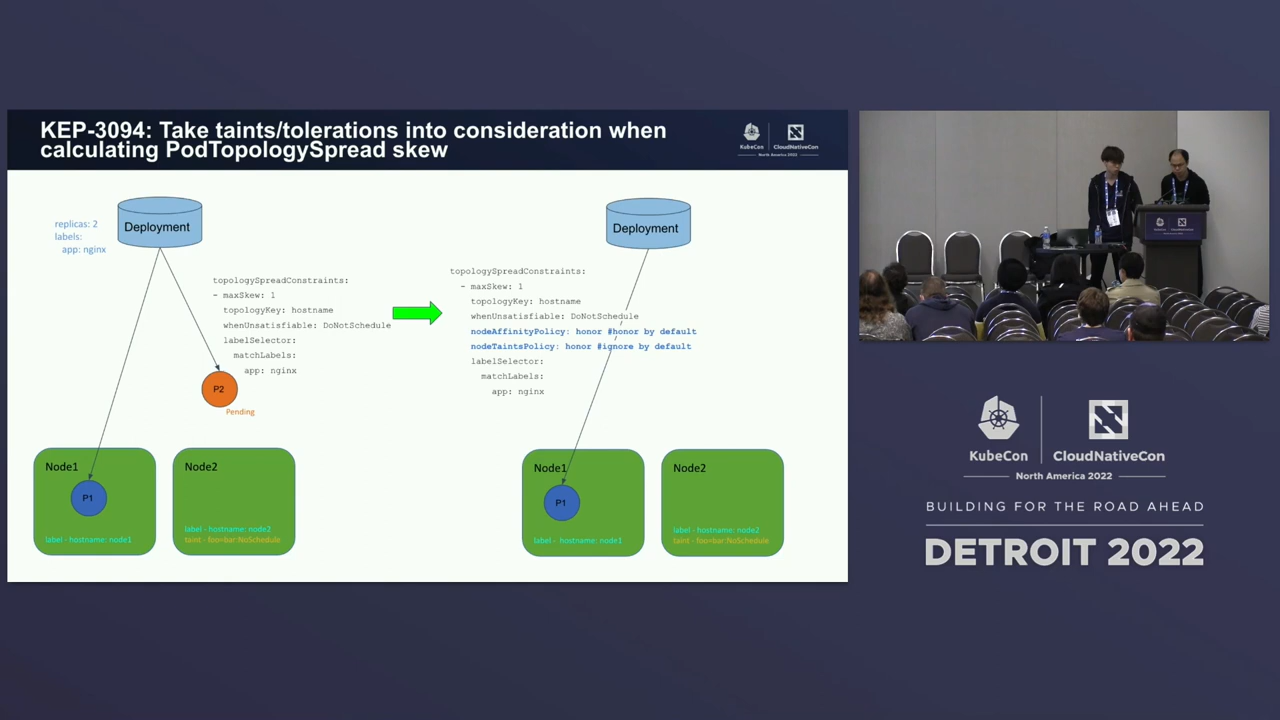 KEP-3094: Take taints/tolerations into consideration when
calculating PodTopologySpread skew
KubeCon
CloudNativeCon
North America 2022
replicas: 2
labels:
app: nginx
Deployment
topologySpreadConstraints:
- maxSkew: 1
topologyKey: hostname
whenUnsatisfiable: DoNotSchedule
labelSelector:
matchLabels:
app: nginx
P2
Pending
Node1
P1
label - hostname: node1
Node2
label - hostname: node2
taint - foo=bar:NoSchedule
Deployment
topologySpreadConstraints:
- maxSkew: 1
topologyKey: hostname
whenUnsatisfiable: DoNotSchedule
nodeAffinityPolicy: honor #honor by default
nodeTaintsPolicy: honor #ignore by default
labelSelector:
matchLabels:
app: nginx
Node1
P1
label - hostname: node1
Node2
label - hostname: node2
taint - foo=bar:NoSchedule
KubeCon
CloudNativeCon
North America 2022
BUILDING FOR THE ROAD AHEAD
DETROIT 2022